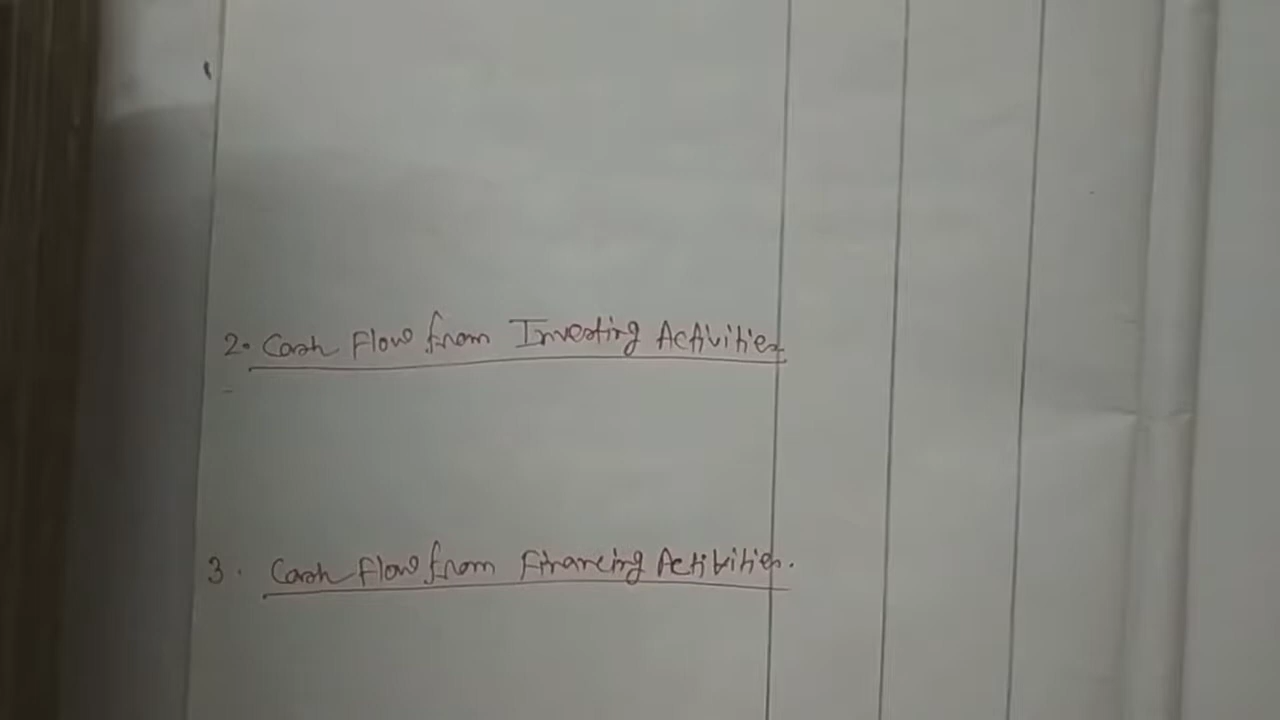 2. Cash Flow from Investing Activities
3. Cash Flow from Financing Activities.